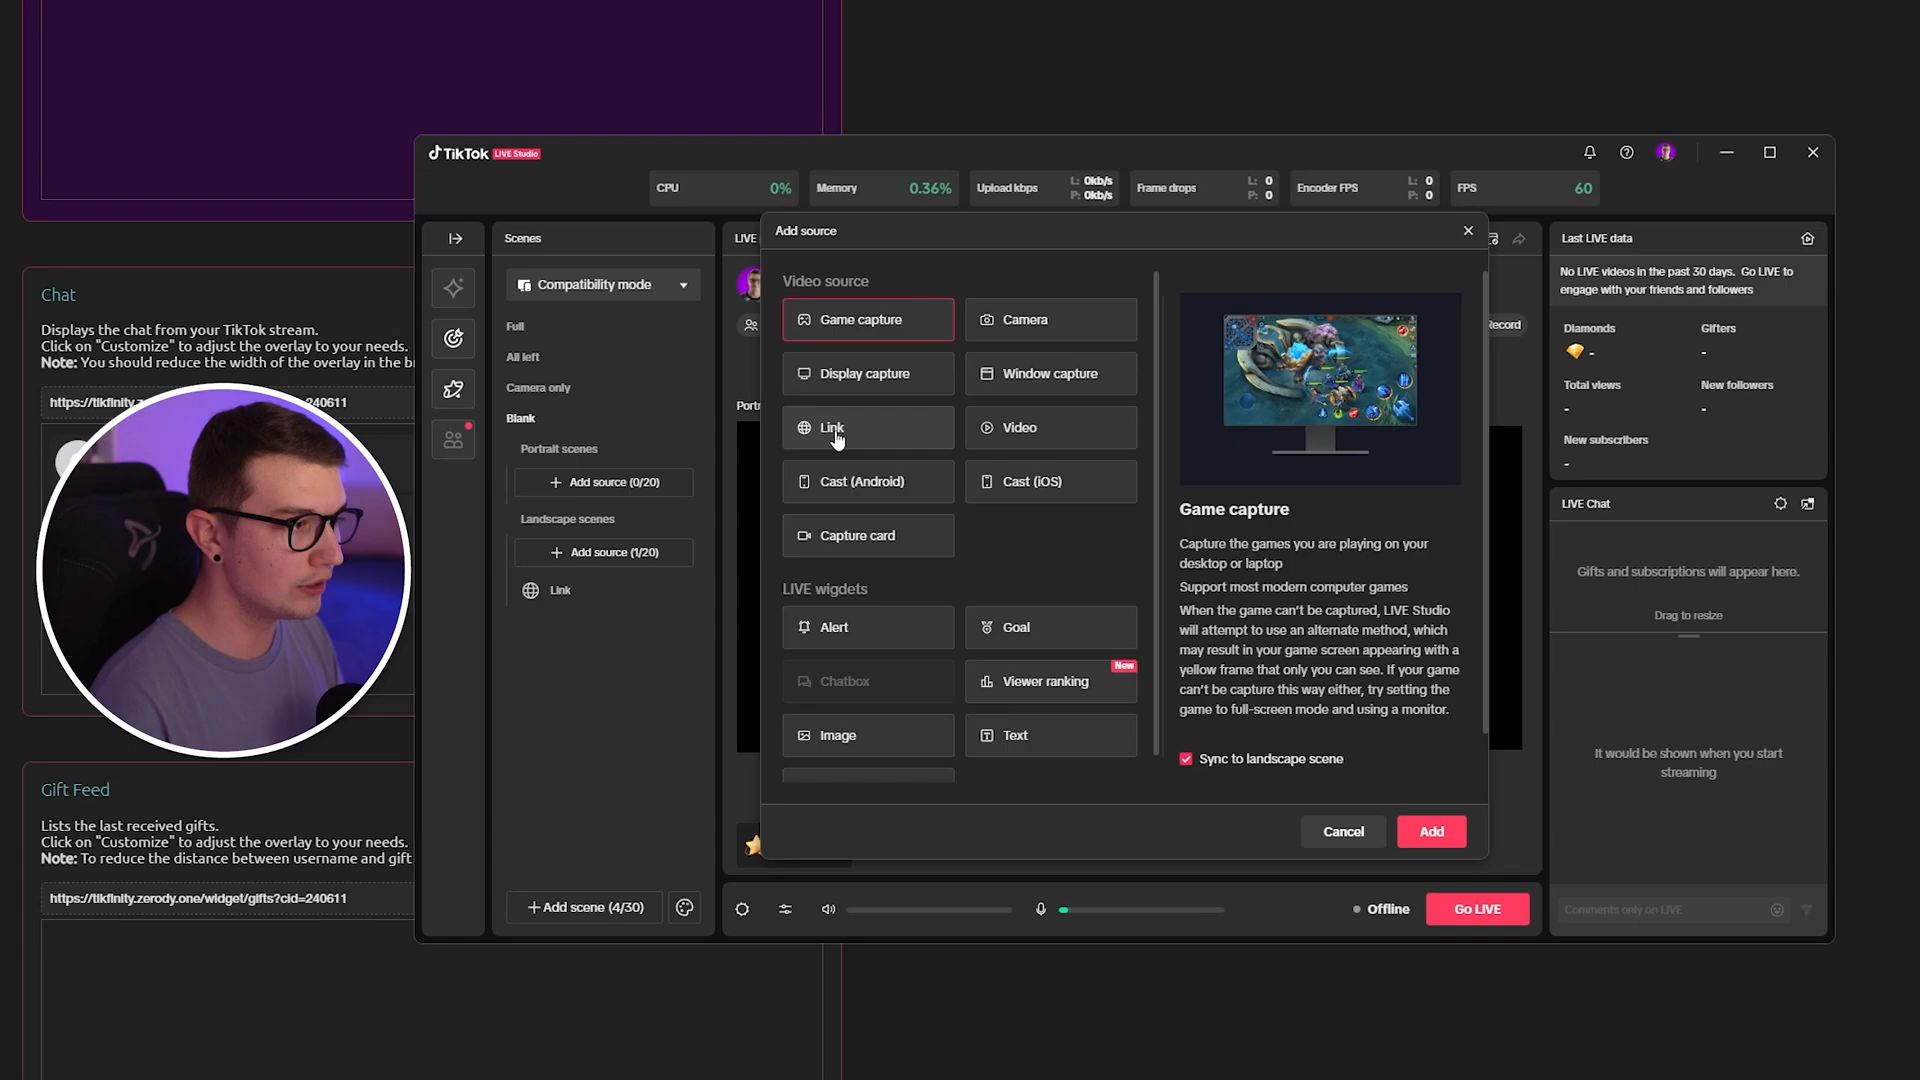 Chat
Displays the chat from your TikTok stream.
Click on "Customize" to adjust the overlay to your needs.
Note: You should reduce the width of the overlay in the br
https://tikfinity.z
=240611
Gift Feed
Lists the last received gifts.
Click on "Customize" to adjust the overlay to your needs.
Note: To reduce the distance between username and gift
https://tikfinity.zerody.one/widget/gifts?cid=240611
TikTok LIVE Studio
CPU 0%
Memory 0.36%
Upload kbps L: 0kb/s
P: 0kb/s
Frame drops L: 0
P: 0
Encoder FPS L: 0
P: 0
FPS 60
Scenes
Compatibility mode
Full
All left
Camera only
Blank
Portrait scenes
+ Add source (0/20)
Landscape scenes
+ Add source (1/20)
Link
+ Add scene (4/30)
LIVE
Portr
Record
Add source
Video source
Game capture
Camera
Display capture
Window capture
Link
Video
Cast (Android)
Cast (iOS)
Capture card
LIVE wigdets
Alert
Goal
Chatbox
Viewer ranking
New
Image
Text
Game capture
Capture the games you are playing on your
desktop or laptop
Support most modern computer games
When the game can't be captured, LIVE Studio
will attempt to use an alternate method, which
may result in your game screen appearing with a
yellow frame that only you can see. If your game
can't be capture this way either, try setting the
game to full-screen mode and using a monitor.
Sync to landscape scene
Cancel
Add
Offline
Go LIVE
Last LIVE data
No LIVE videos in the past 30 days. Go LIVE to
engage with your friends and followers
Diamonds
Gifters
-
-
Total views
New followers
-
-
New subscribers
-
LIVE Chat
Gifts and subscriptions will appear here.
Drag to resize
It would be shown when you start
streaming
Comments only on LIVE